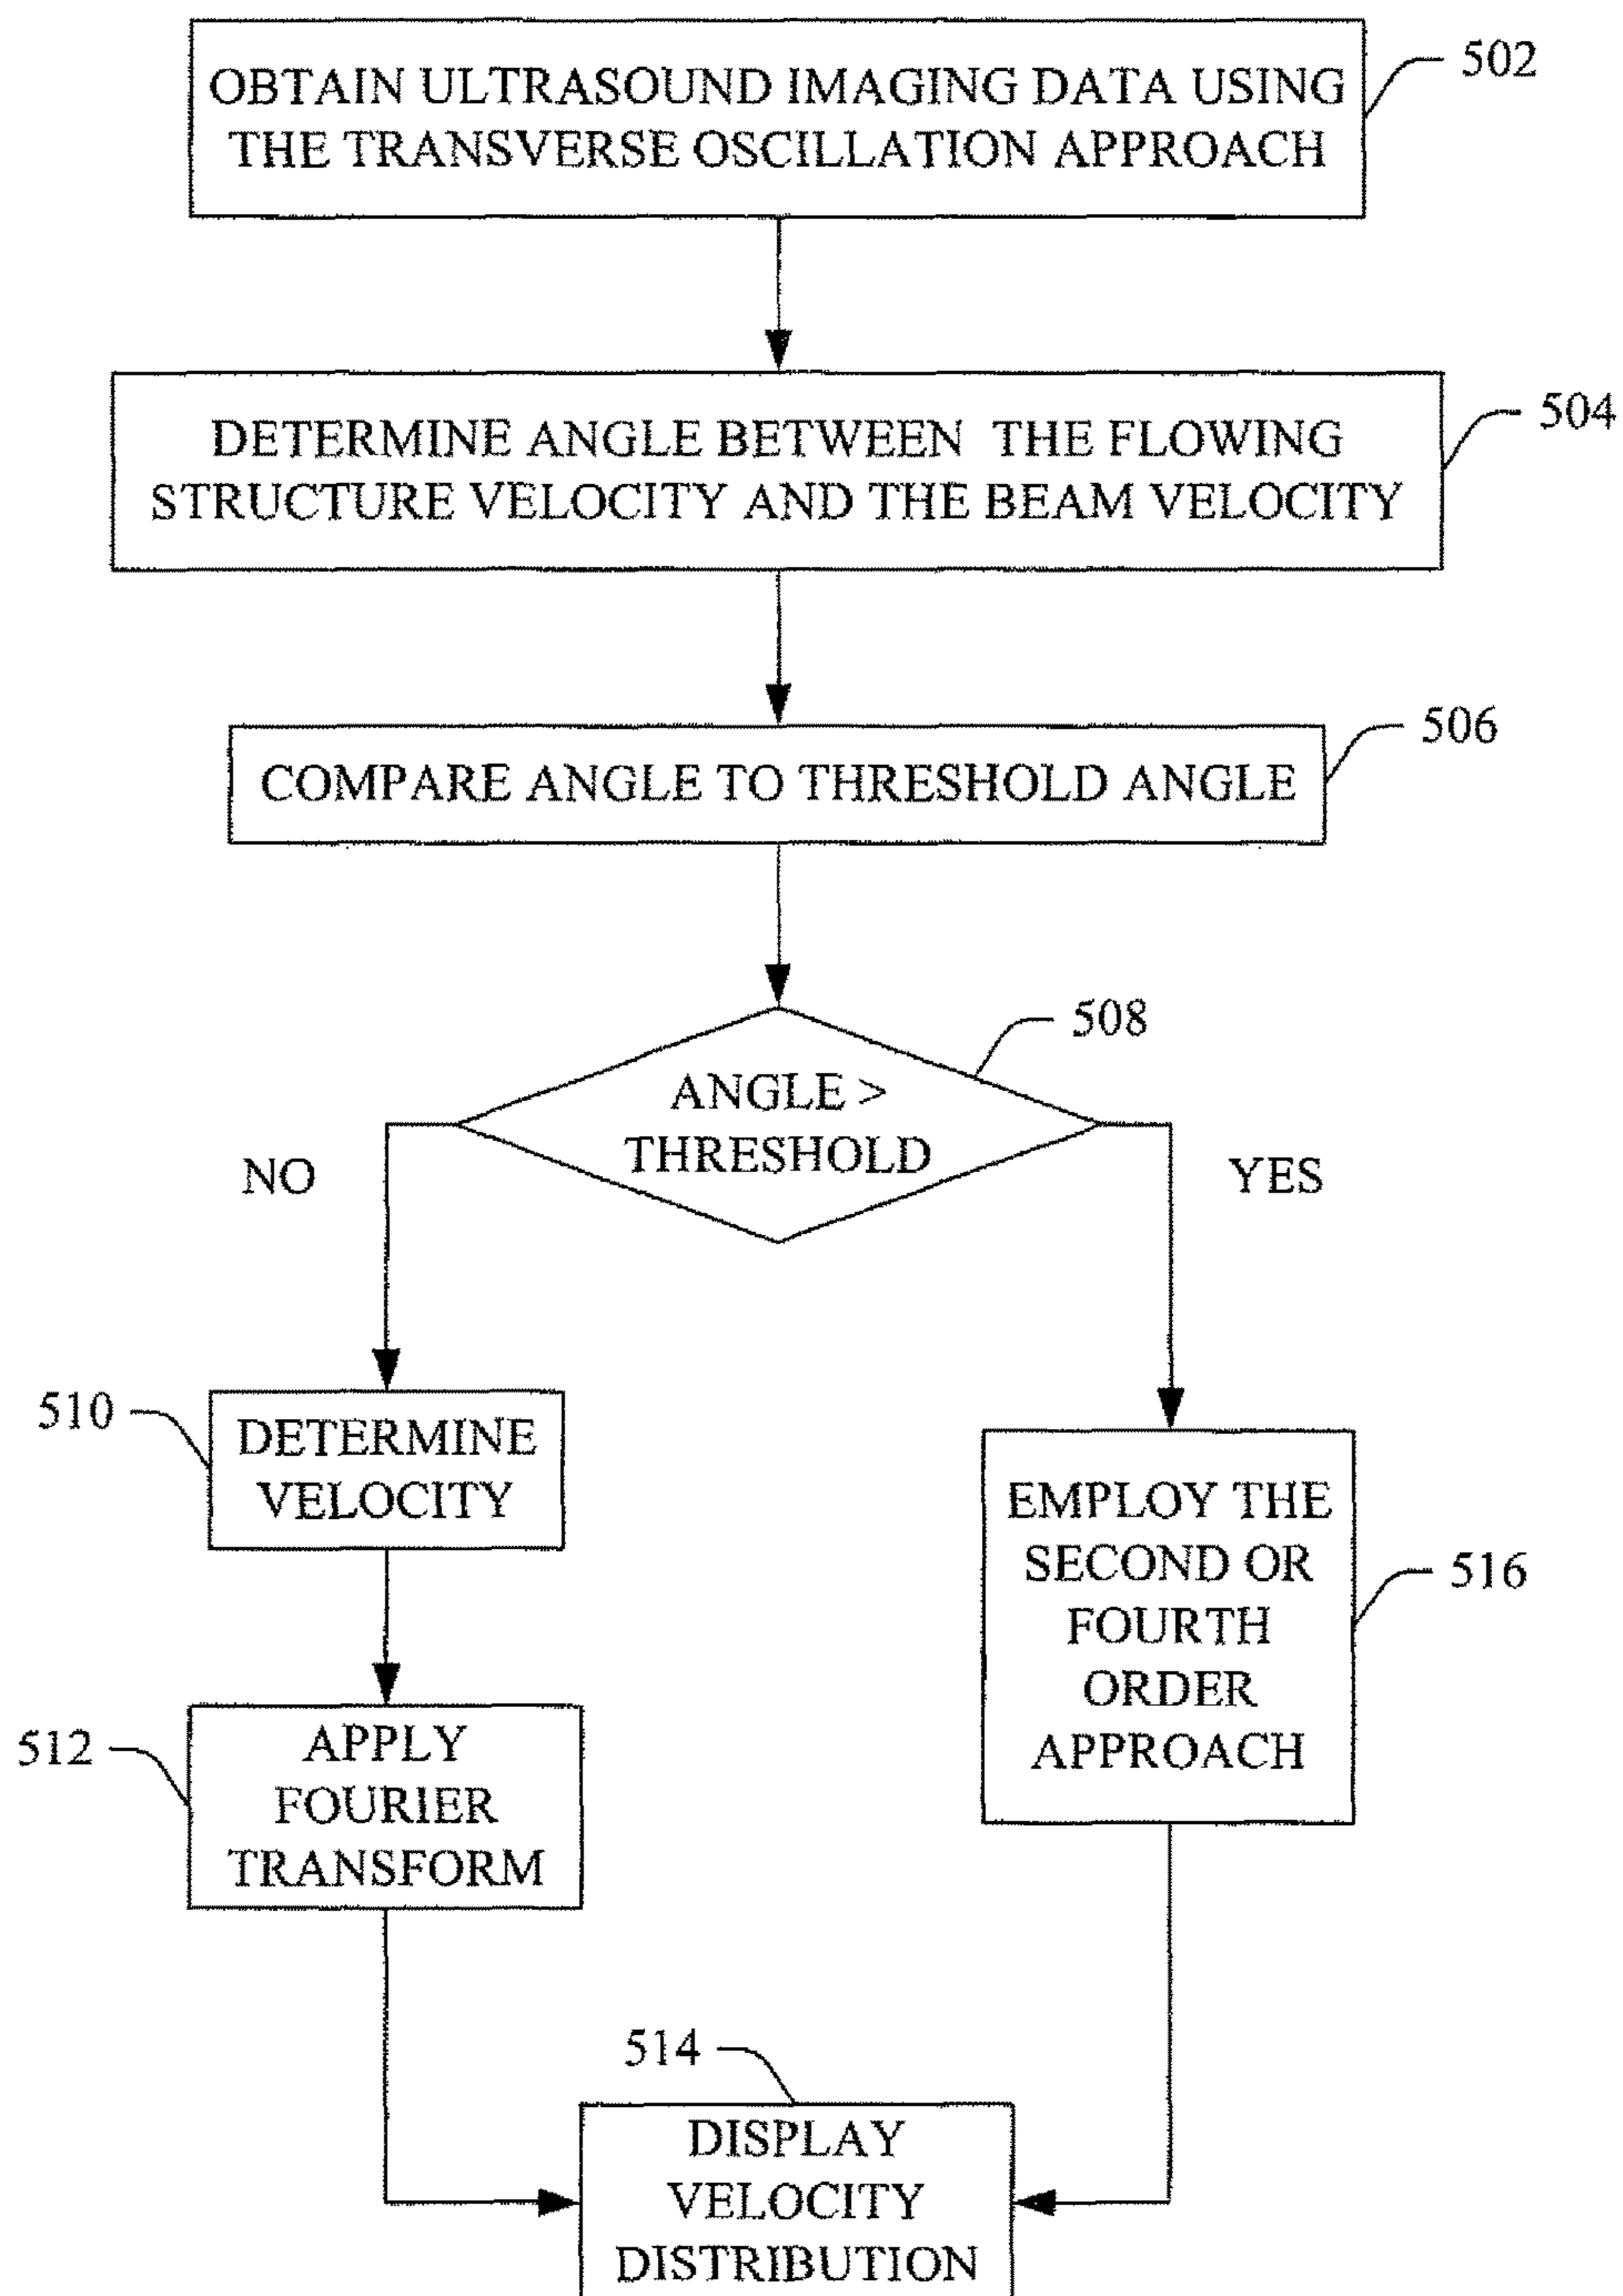 OBTAIN ULTRASOUND IMAGING DATA USING
THE TRANSVERSE OSCILLATION APPROACH
502
DETERMINE ANGLE BETWEEN THE FLOWING
STRUCTURE VELOCITY AND THE BEAM VELOCITY
504
COMPARE ANGLE TO THRESHOLD ANGLE
506
ANGLE >
THRESHOLD
508
NO
YES
510
DETERMINE
VELOCITY
512
APPLY
FOURIER
TRANSFORM
EMPLOY THE
SECOND OR
FOURTH
ORDER
APPROACH
516
514
DISPLAY
VELOCITY
DISTRIBUTION